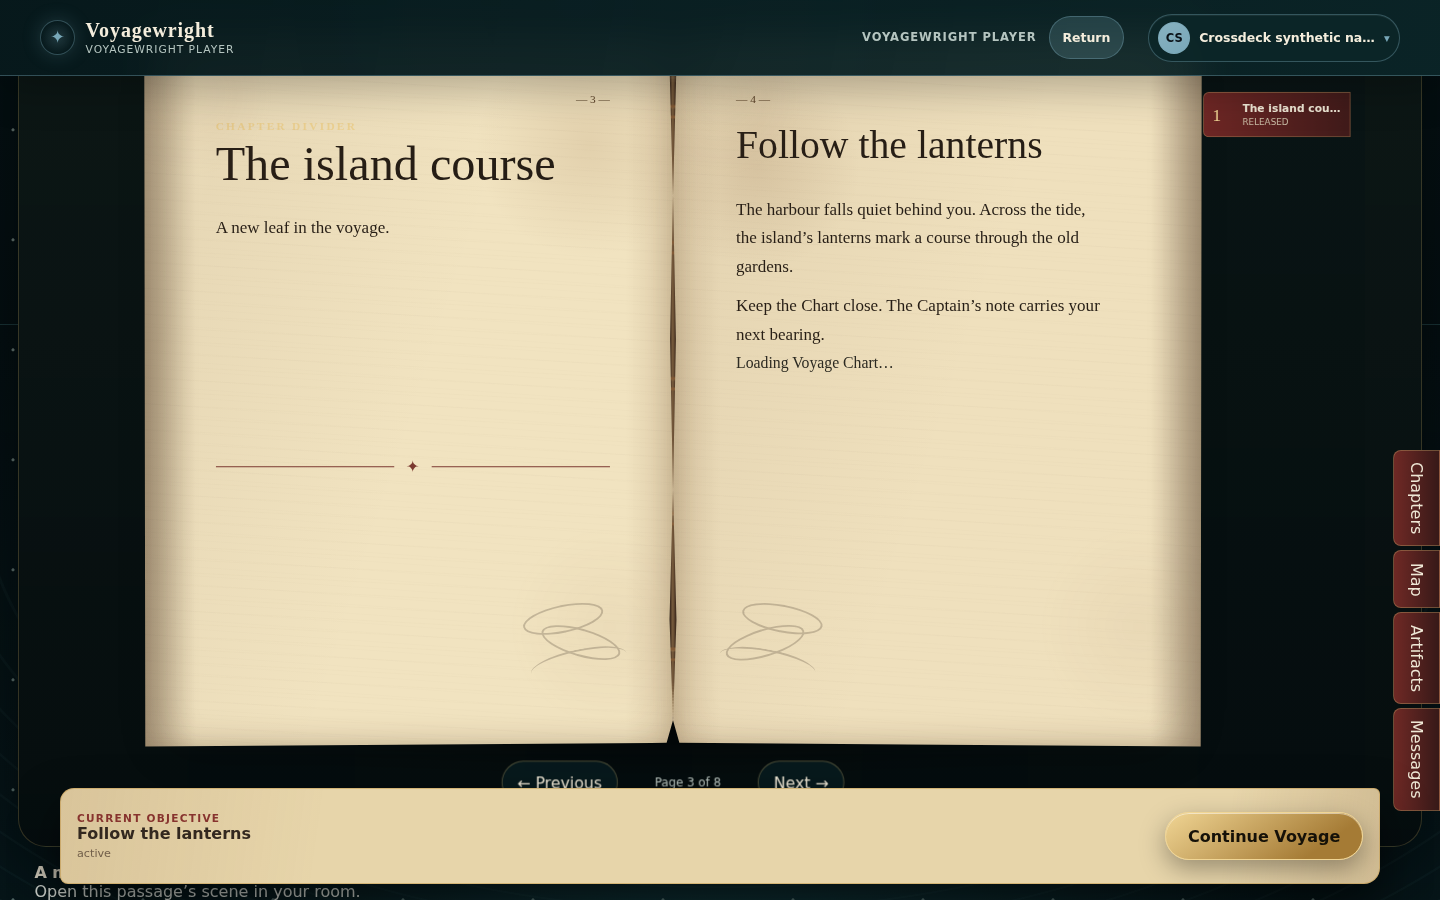 Voyagewright
VOYAGEWRIGHT PLAYER
VOYAGEWRIGHT PLAYER
Return
CS
Crossdeck synthetic na…
— 3 —
CHAPTER DIVIDER
The island course
A new leaf in the voyage.
— 4 —
Follow the lanterns
The harbour falls quiet behind you. Across the tide,
the island’s lanterns mark a course through the old
gardens.
Keep the Chart close. The Captain’s note carries your
next bearing.
Loading Voyage Chart…
1
The island cou…
RELEASED
Chapters
Map
Artifacts
Messages
← Previous
Page 3 of 8
Next →
CURRENT OBJECTIVE
Follow the lanterns
active
Continue Voyage
A
Open this passage’s scene in your room.